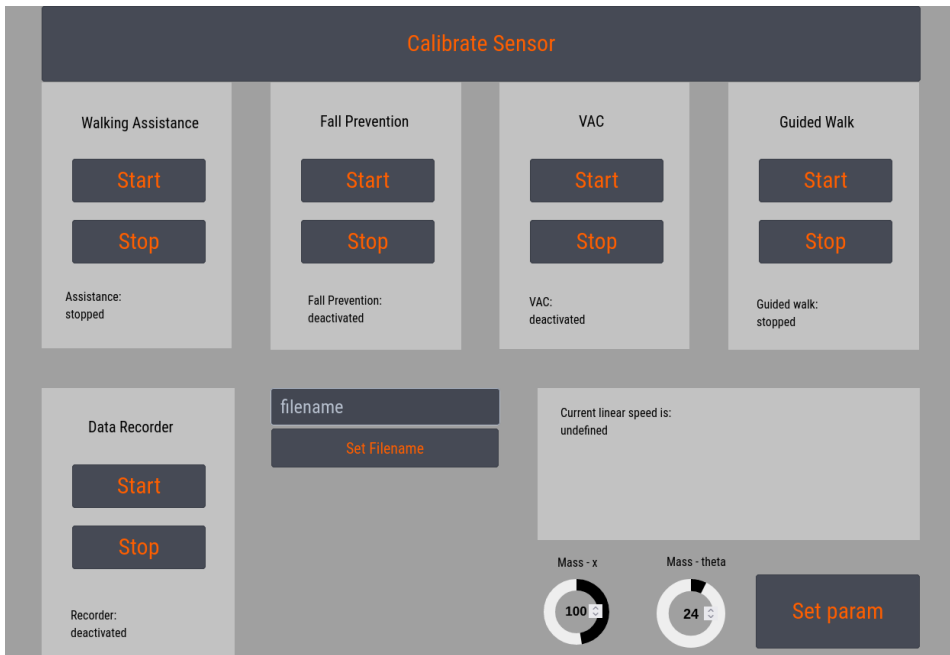 Calibrate Sensor
Walking Assistance
Start
Stop
Assistance:
stopped
Fall Prevention
Start
Stop
Fall Prevention:
deactivated
VAC
Start
Stop
VAC:
deactivated
Guided Walk
Start
Stop
Guided walk:
stopped
Data Recorder
Start
Stop
Recorder:
deactivated
filename
Set Filename
Current linear speed is:
undefined
Mass - x
100
Mass - theta
24
Set param